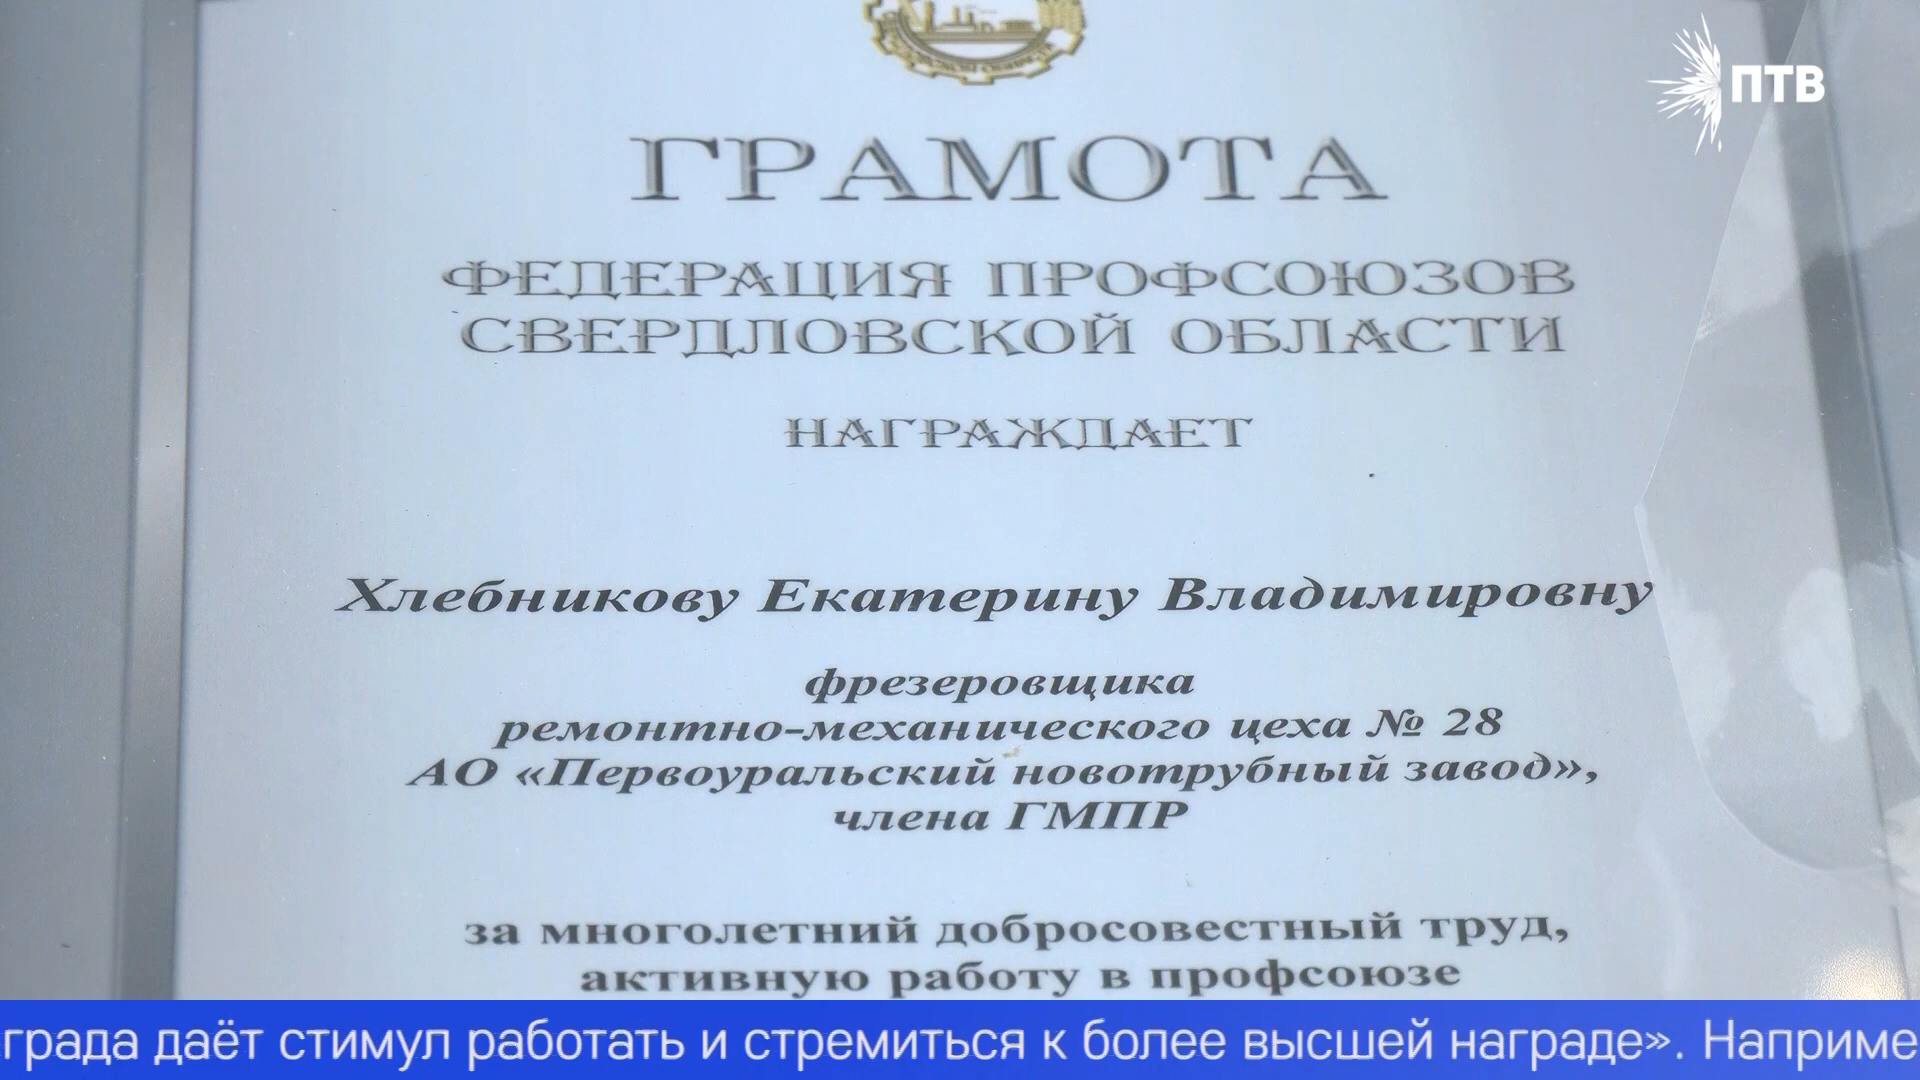 ПТВ
ГРАМОТА
ФЕДЕРАЦИЯ ПРОФСОЮЗОВ
СВЕРДЛОВСКОЙ ОБЛАСТИ
НАГРАЖДАЕТ
Хлебникову Екатерину Владимировну
фрезеровщика
ремонтно-механического цеха № 28
АО «Первоуральский новотрубный завод»,
члена ГМПР
за многолетний добросовестный труд,
активную работу в профсоюзе
града даёт стимул работать и стремиться к более высшей награде». Наприме